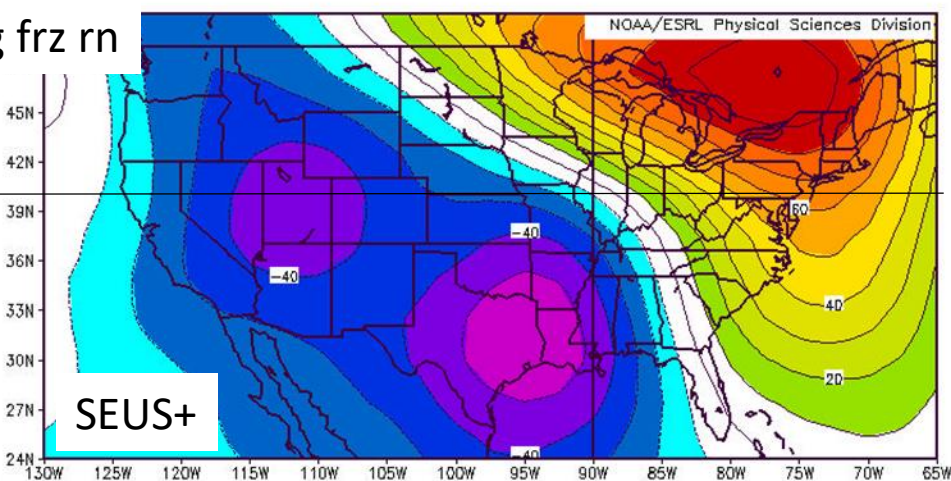 g frz rn
NOAA/ESRL Physical Sciences Division
45N
42N
39N
36N
33N
30N
27N
24N
60
-40
-40
40
20
-40
SEUS+
130W 125W 120W 115W 110W 105W 100W 95W 90W 85W 80W 75W 70W 65W